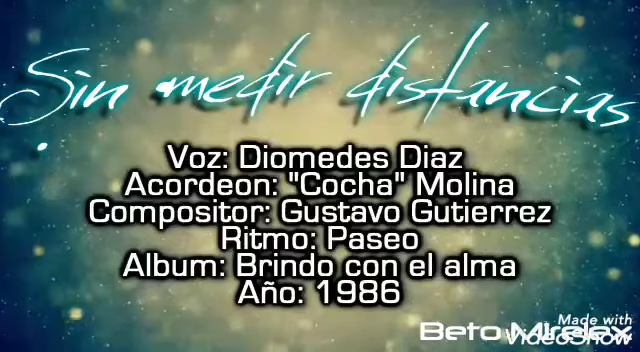 Sin medir distancias
Voz: Diomedes Diaz
Acordeon: "Cocha" Molina
Compositor: Gustavo Gutierrez
Ritmo: Paseo
Album: Brindo con el alma
Año: 1986
Made with
VideoShow